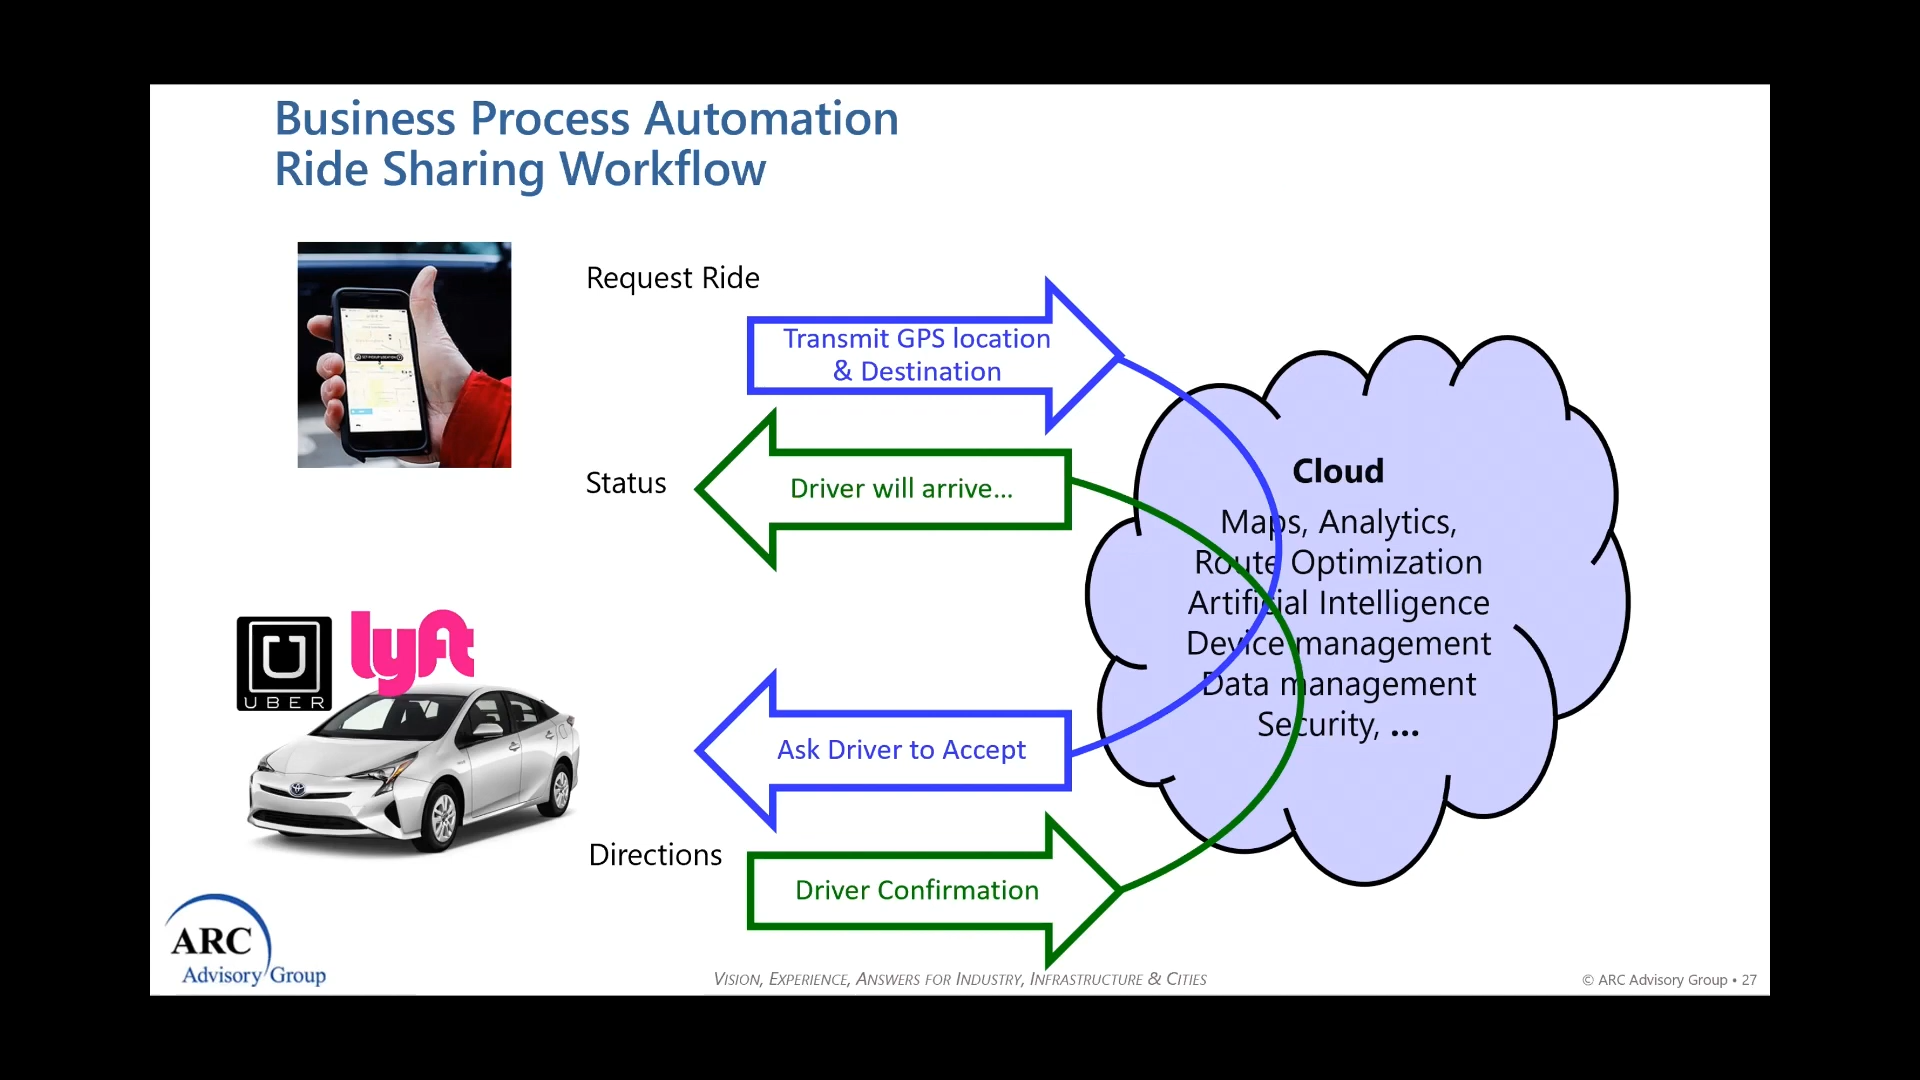 Business Process Automation
Ride Sharing Workflow
Request Ride
Transmit GPS location
& Destination
Status
Driver will arrive...
Cloud
Maps, Analytics,
Route Optimization
Artificial Intelligence
Device management
Data management
Security, ...
UBER
lyft
Ask Driver to Accept
Directions
Driver Confirmation
ARC
Advisory Group
VISION, EXPERIENCE, ANSWERS FOR INDUSTRY, INFRASTRUCTURE & CITIES
© ARC Advisory Group • 27